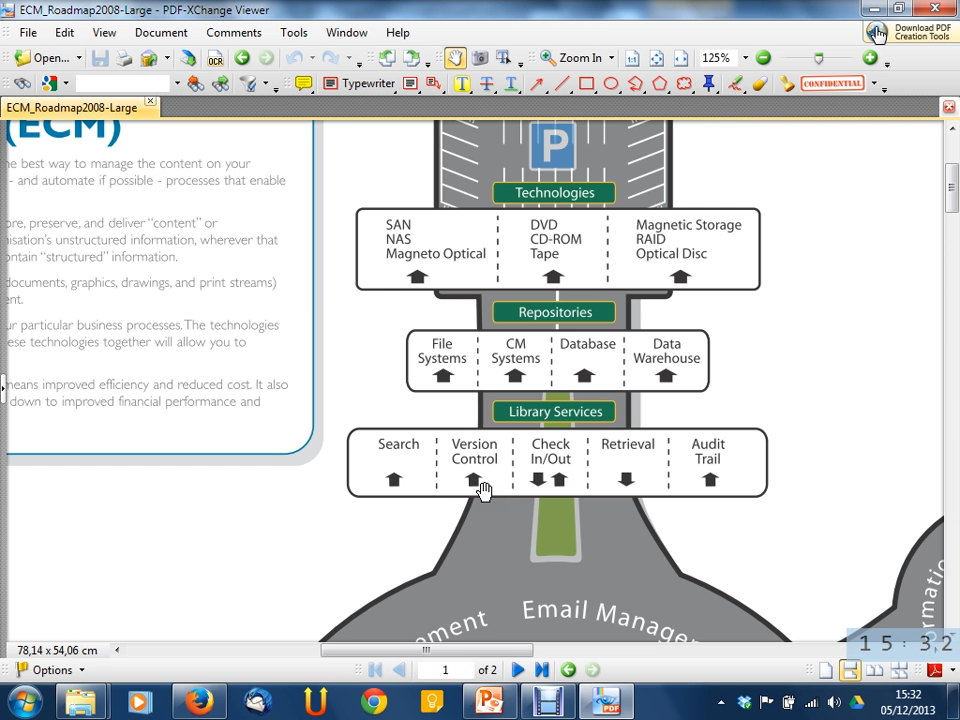 ECM_Roadmap2008-Large - PDF-XChange Viewer
File Edit View Document Comments Tools Window Help
Download PDF
Creation Tools
Open... OCR Zoom In 125%
Typewriter CONFIDENTIAL
ECM_Roadmap2008-Large
(ECM)
he best way to manage the content on your
- and automate if possible - processes that enable
ore, preserve, and deliver “content” or
nisation's unstructured information, wherever that
ontain “structured” information.
documents, graphics, drawings, and print streams)
ent.
ur particular business processes. The technologies
ese technologies together will allow you to
means improved efficiency and reduced cost. It also
down to improved financial performance and
P
Technologies
SAN
NAS
Magneto Optical
DVD
CD-ROM
Tape
Magnetic Storage
RAID
Optical Disc
Repositories
File
Systems
CM
Systems
Database
Data
Warehouse
Library Services
Search
Version
Control
Check
In/Out
Retrieval
Audit
Trail
ement Email Manager
rmatio
15:3,2
78,14 x 54,06 cm
Options 1 of 2
15:32
05/12/2013